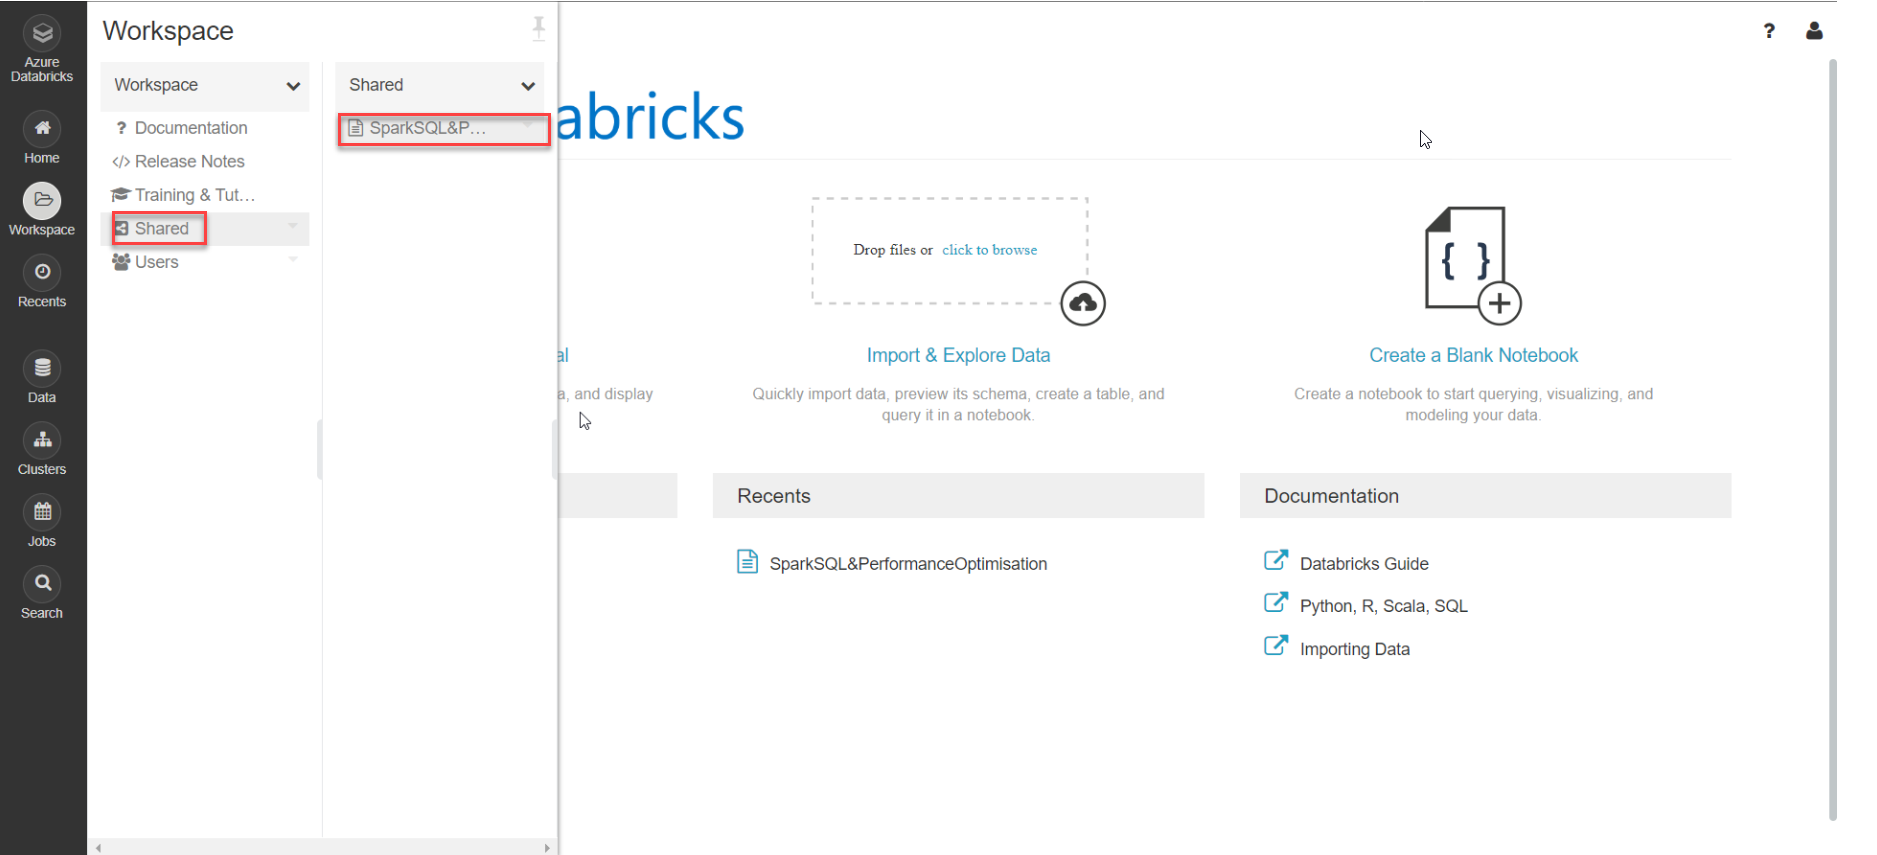 Azure
Databricks
Home
Workspace
Recents
Data
Clusters
Jobs
Search
Workspace
Workspace
? Documentation
</> Release Notes
Training & Tut...
Shared
Users
Shared
SparkSQL&P...
?
abricks
al
a, and display
Drop files or click to browse
Import & Explore Data
Quickly import data, preview its schema, create a table, and
query it in a notebook.
{ }
Create a Blank Notebook
Create a notebook to start querying, visualizing, and
modeling your data.
Recents
SparkSQL&PerformanceOptimisation
Documentation
Databricks Guide
Python, R, Scala, SQL
Importing Data